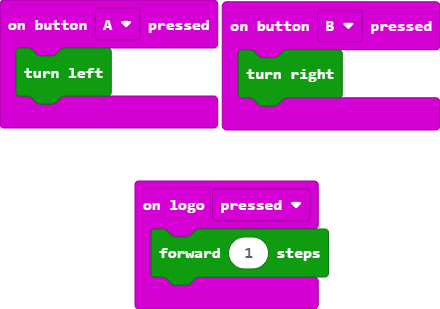 on button A pressed
turn left
on button B pressed
turn right
on logo pressed
forward 1 steps